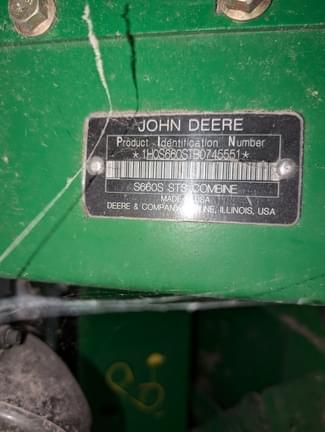 JOHN DEERE
Product Identification Number
*1H0S660STB0745551*
S660S STS COMBINE
MADE IN USA
DEERE & COMPANY MOLINE, ILLINOIS, USA